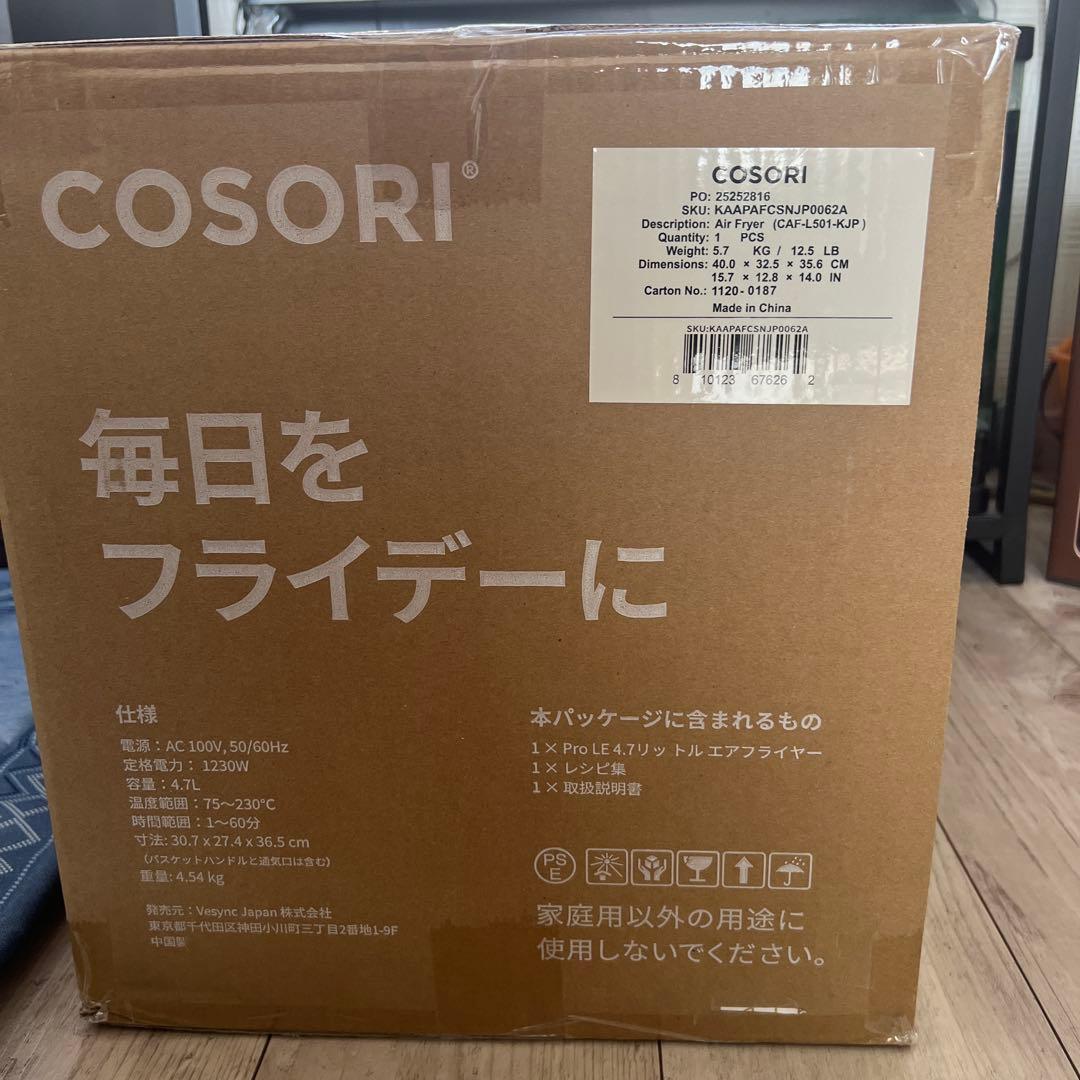 COSORI®
COSORI
PO: 25252816
SKU: KAAPAFCSNJP0062A
Description: Air Fryer (CAF-L501-KJP)
Quantity: 1 PCS
Weight: 5.7 KG / 12.5 LB
Dimensions: 40.0 × 32.5 × 35.6 CM
15.7 × 12.8 × 14.0 IN
Carton No.: 1120-0187
Made in China
SKU:KAAPAFCSNJP0062A
8 10123 67626 2
毎日を
フライデーに
仕様
電源：AC 100V, 50/60Hz
定格電力： 1230W
容量：4.7L
温度範囲：75～230°C
時間範囲：1～60分
寸法: 30.7 x 27.4 x 36.5 cm
（バスケットハンドルと通気口は含む）
重量: 4.54 kg
発売元：Vesync Japan 株式会社
東京都千代田区神田小川町三丁目2番地1-9F
中国製
本パッケージに含まれるもの
1 × Pro LE 4.7リットル エアフライヤー
1 × レシピ集
1 × 取扱説明書
PS
E
家庭用以外の用途に
使用しないでください。